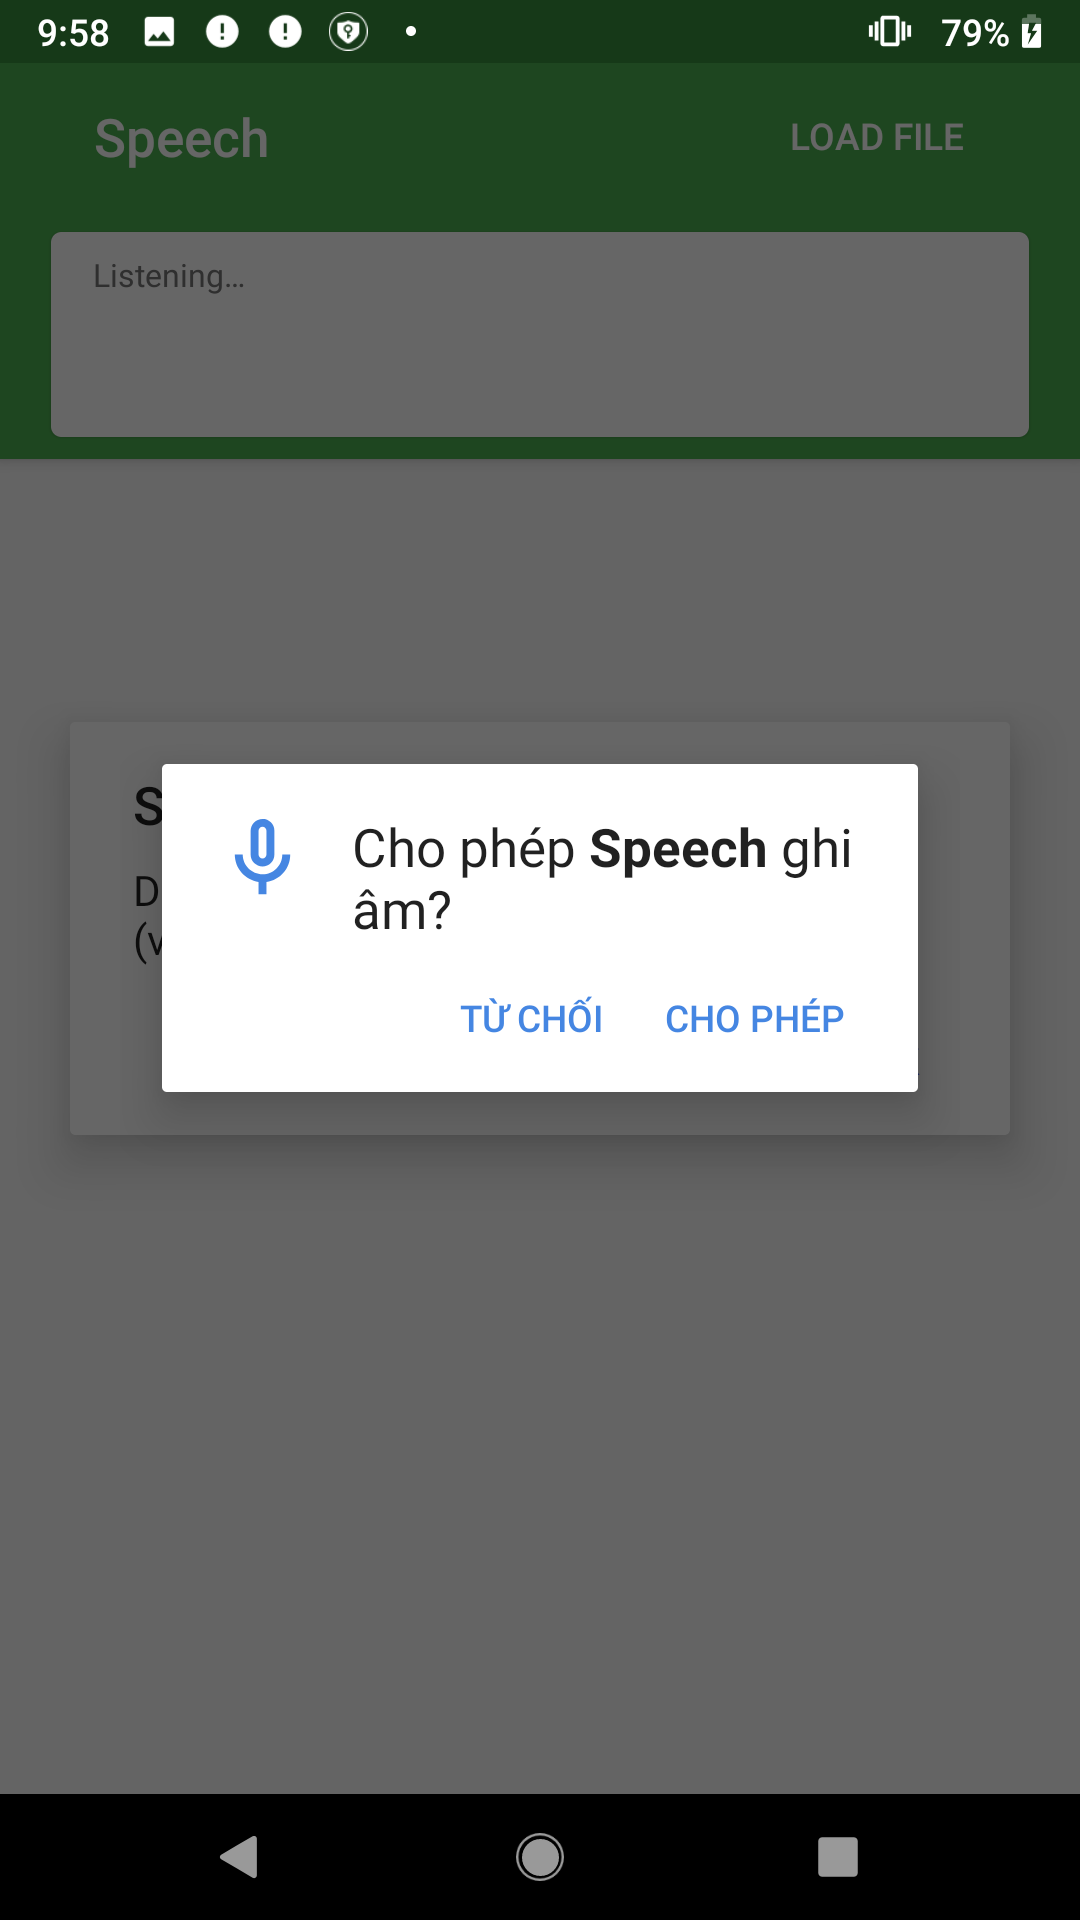 9:58
79%
Speech
LOAD FILE
Listening...
Cho phép Speech ghi
âm?
TỪ CHỐI
CHO PHÉP